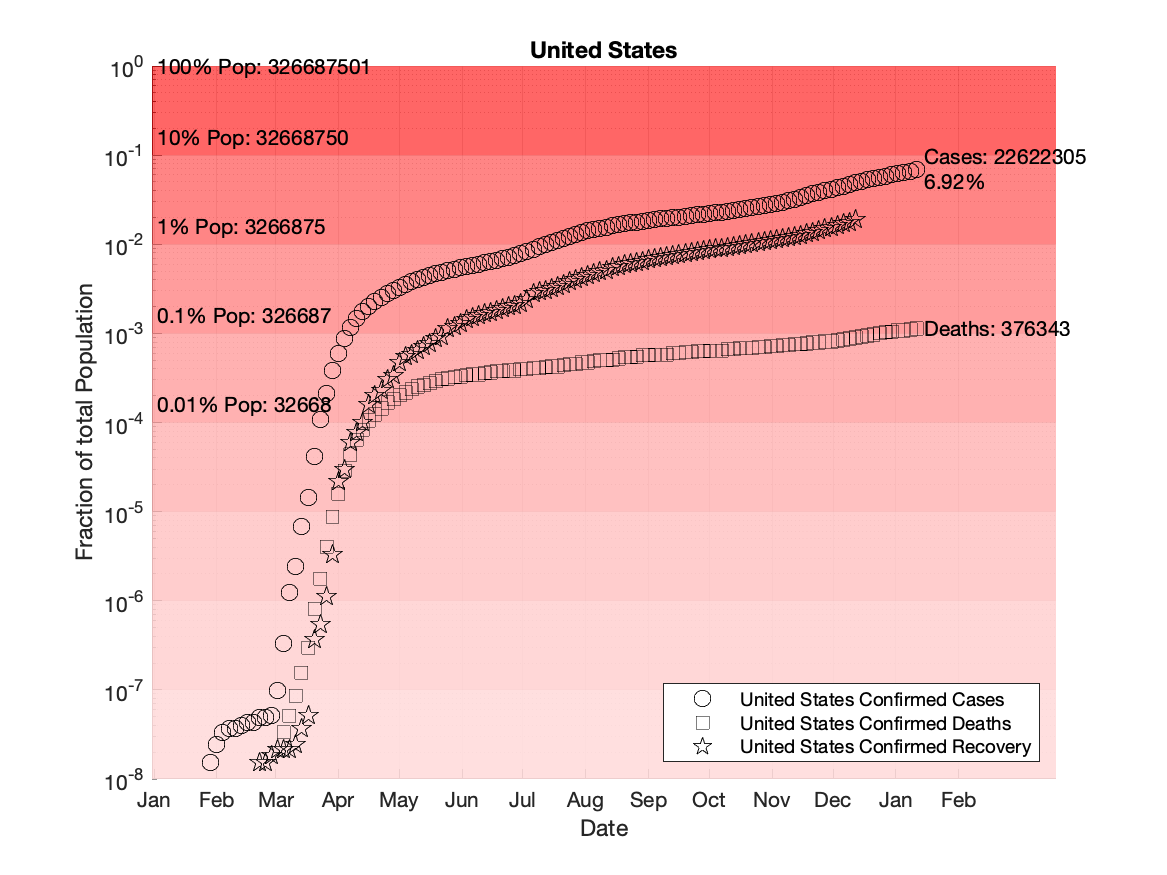 United States
10^0
100% Pop: 326687501
10% Pop: 32668750
10^-1
Cases: 22622305
6.92%
1% Pop: 3266875
10^-2
0.1% Pop: 326687
10^-3
Deaths: 376343
0.01% Pop: 32668
10^-4
10^-5
10^-6
10^-7
10^-8
Fraction of total Population
United States Confirmed Cases
United States Confirmed Deaths
United States Confirmed Recovery
Jan Feb Mar Apr May Jun Jul Aug Sep Oct Nov Dec Jan Feb
Date